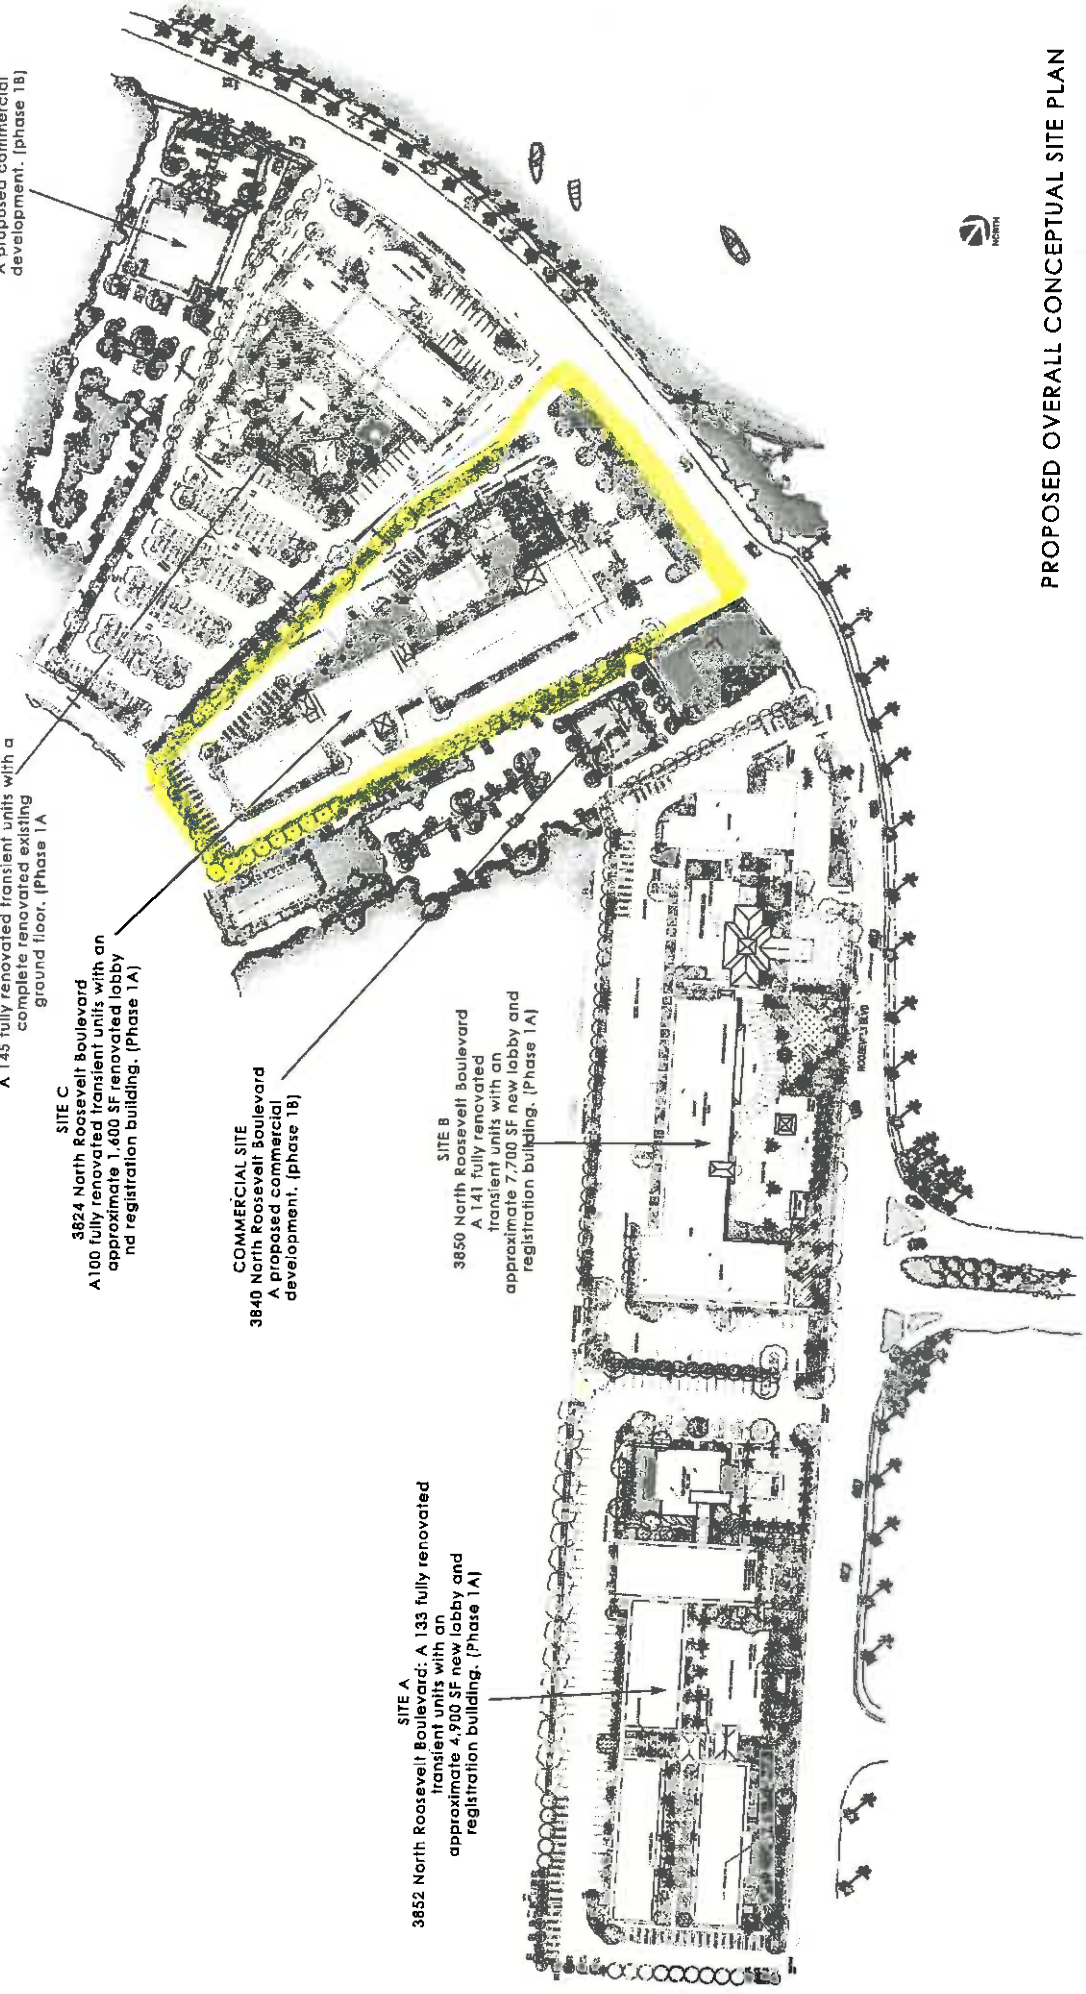 A proposed commercial
development. (phase 1B)
A 145 fully renovated transient units with a
complete renovated existing
ground floor. (Phase 1A
SITE C
3824 North Roosevelt Boulevard
A100 fully renovated transient units with an
approximate 1,600 SF renovated lobby
nd registration building. (Phase 1A)
COMMERCIAL SITE
3840 North Roosevelt Boulevard
A proposed commercial
development. (phase 1B)
SITE B
3850 North Roosevelt Boulevard
A 141 fully renovated
transient units with an
approximate 7,700 SF new lobby and
registration building. (Phase 1A)
SITE A
3852 North Roosevelt Boulevard: A 133 fully renovated
transient units with an
approximate 4,900 SF new lobby and
registration building. (Phase 1A)
ROOSEVELT BLVD
NORTH
PROPOSED OVERALL CONCEPTUAL SITE PLAN